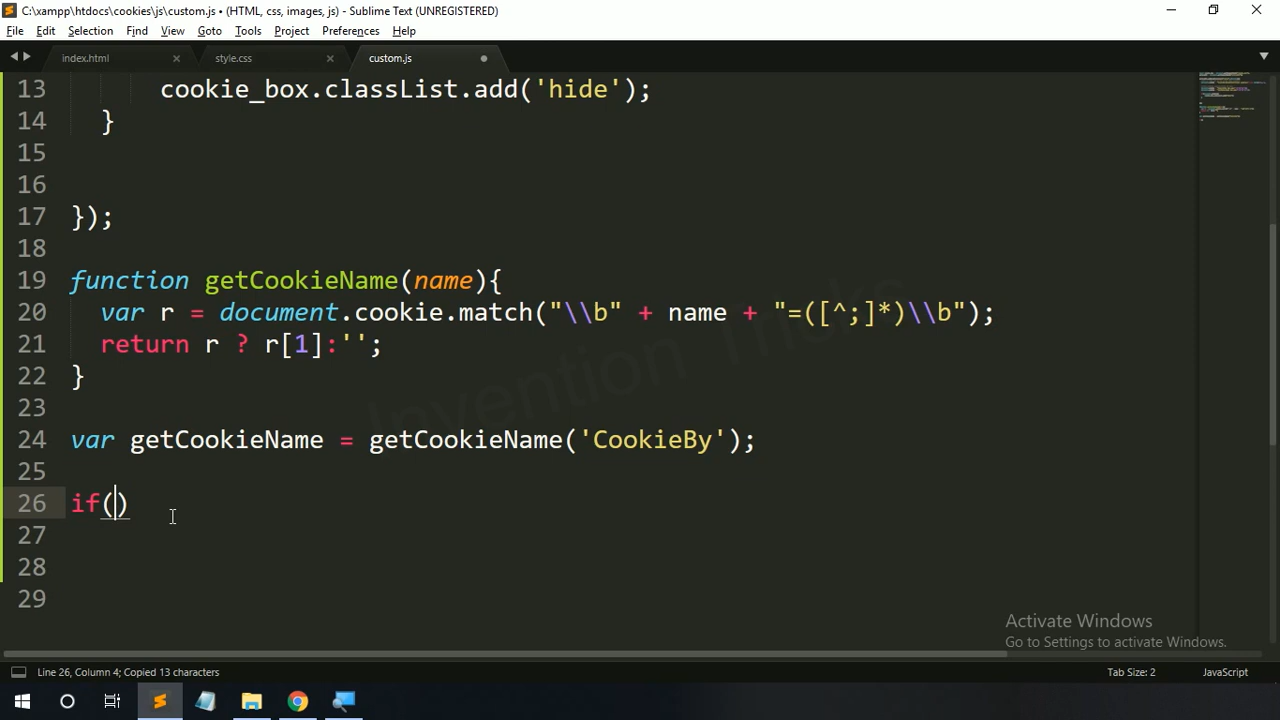 C:\xampp\htdocs\cookies\js\custom.js • (HTML, css, images, js) - Sublime Text (UNREGISTERED)
File Edit Selection Find View Goto Tools Project Preferences Help
index.html style.css custom.js
13 cookie_box.classList.add('hide');
14 }
15
16
17 });
18
19 function getCookieName(name){
20 var r = document.cookie.match("\\b" + name + "=([^;]*)\\b");
21 return r ? r[1]:'';
22 }
23
24 var getCookieName = getCookieName('CookieBy');
25
26 if()
27
28
29
Invention Tricks
Activate Windows
Go to Settings to activate Windows.
Line 26, Column 4; Copied 13 characters Tab Size: 2 JavaScript